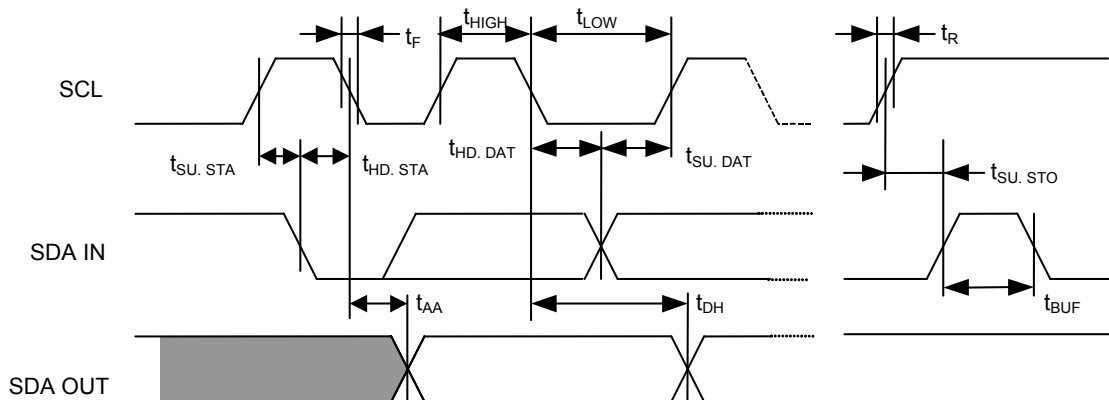 tHIGH tLOW
tF tR
SCL
tSU. STA tHD. STA tHD. DAT tSU. DAT tSU. STO
SDA IN
tAA tDH tBUF
SDA OUT